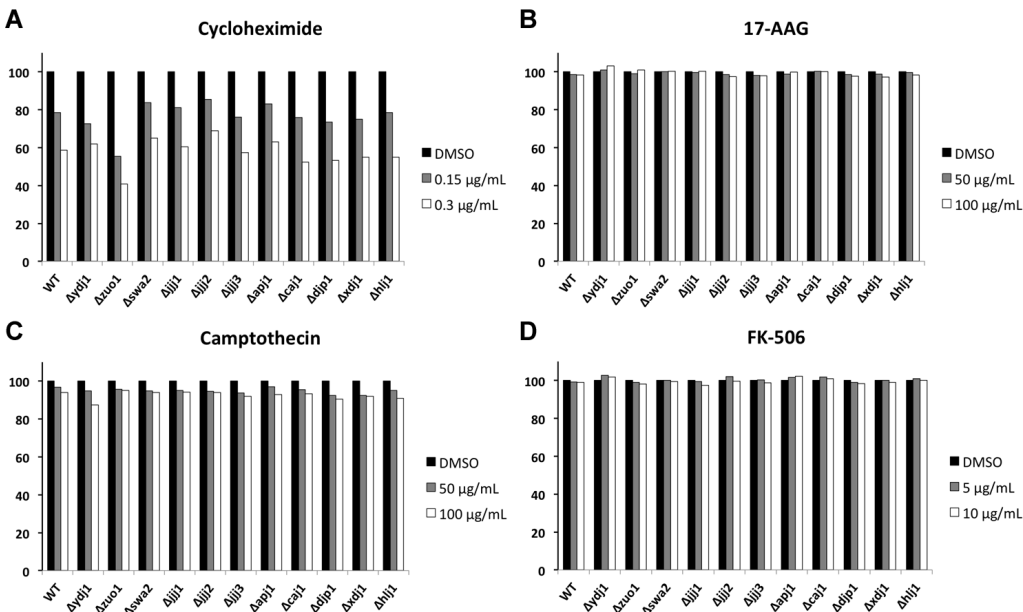 A
Cycloheximide
100
80
60
40
20
0
WT Δydj1 Δzuo1 Δswa2 Δjjj1 Δjjj2 Δjjj3 Δapj1 Δcaj1 Δdjp1 Δxdj1 Δhlj1
DMSO
0.15 µg/mL
0.3 µg/mL
B
17-AAG
100
80
60
40
20
0
WT Δydj1 Δzuo1 Δswa2 Δjjj1 Δjjj2 Δjjj3 Δapj1 Δcaj1 Δdjp1 Δxdj1 Δhlj1
DMSO
50 µg/mL
100 µg/mL
C
Camptothecin
100
80
60
40
20
0
WT Δydj1 Δzuo1 Δswa2 Δjjj1 Δjjj2 Δjjj3 Δapj1 Δcaj1 Δdjp1 Δxdj1 Δhlj1
DMSO
50 µg/mL
100 µg/mL
D
FK-506
100
80
60
40
20
0
WT Δydj1 Δzuo1 Δswa2 Δjjj1 Δjjj2 Δjjj3 Δapj1 Δcaj1 Δdjp1 Δxdj1 Δhlj1
DMSO
5 µg/mL
10 µg/mL